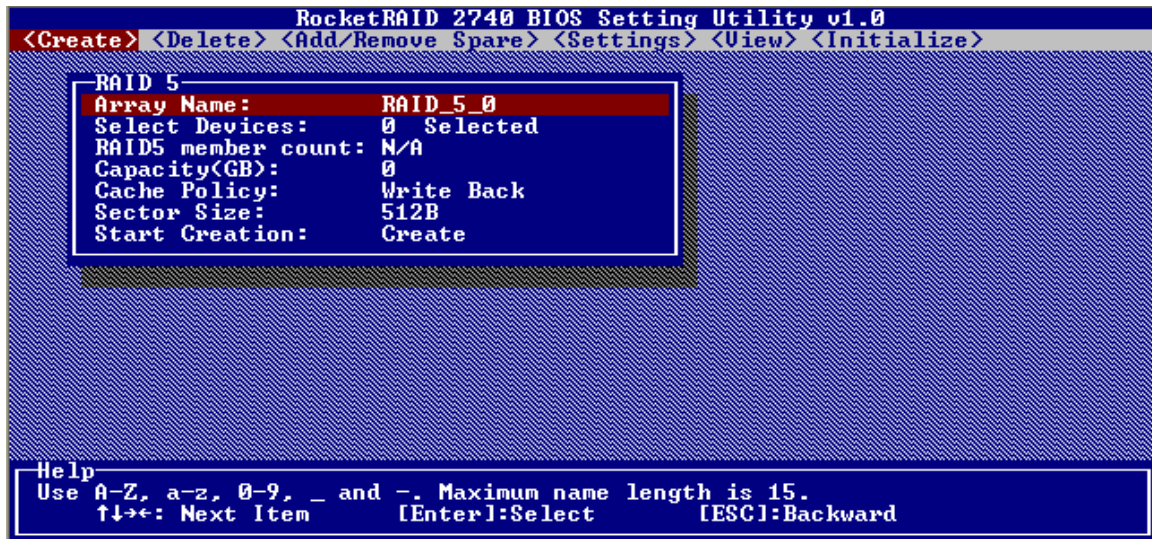 RocketRAID 2740 BIOS Setting Utility v1.0
<Create> <Delete> <Add/Remove Spare> <Settings> <View> <Initialize>
RAID 5
Array Name: RAID_5_0
Select Devices: 0 Selected
RAID5 member count: N/A
Capacity(GB): 0
Cache Policy: Write Back
Sector Size: 512B
Start Creation: Create
Help
Use A-Z, a-z, 0-9, _ and -. Maximum name length is 15.
↑↓→←: Next Item [Enter]:Select [ESC]:Backward